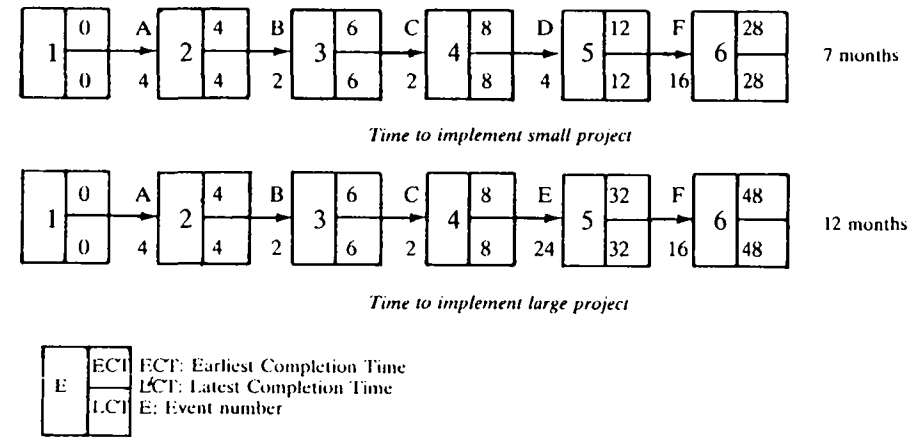 0 A 4 B 6 C 8 D 12 F 28
1 2 3 4 5 6 7 months
0 4 4 2 6 2 8 4 12 16 28
Time to implement small project
0 A 4 B 6 C 8 E 32 F 48
1 2 3 4 5 6 12 months
0 4 4 2 6 2 8 24 32 16 48
Time to implement large project
ECT ECT: Earliest Completion Time
E LCT: Latest Completion Time
LCT E: Event number